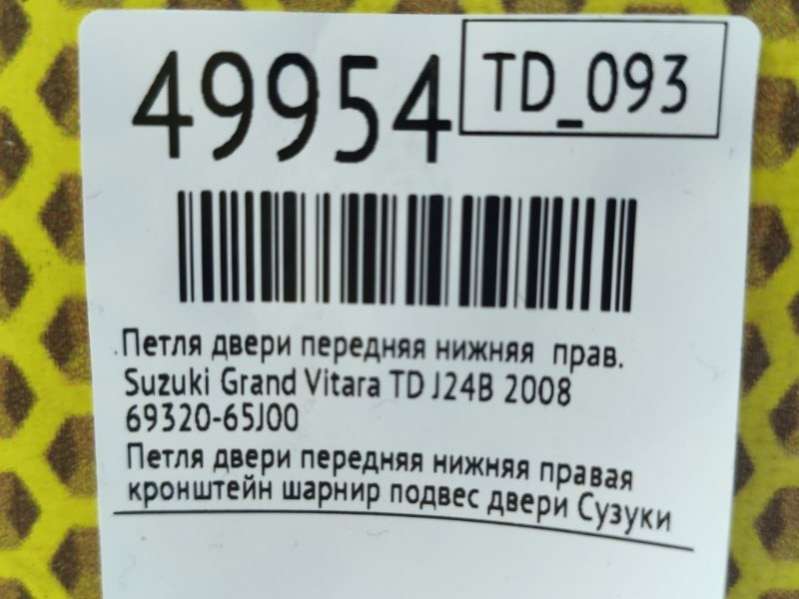 49954
TD_093
Петля двери передняя нижняя прав.
Suzuki Grand Vitara TD J24B 2008
69320-65J00
Петля двери передняя нижняя правая
кронштейн шарнир подвес двери Сузуки